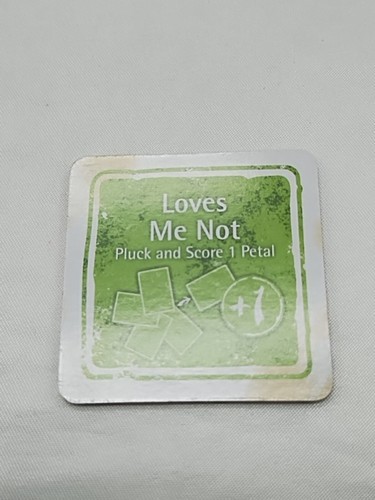 Loves
Me Not
Pluck and Score 1 Petal
+1